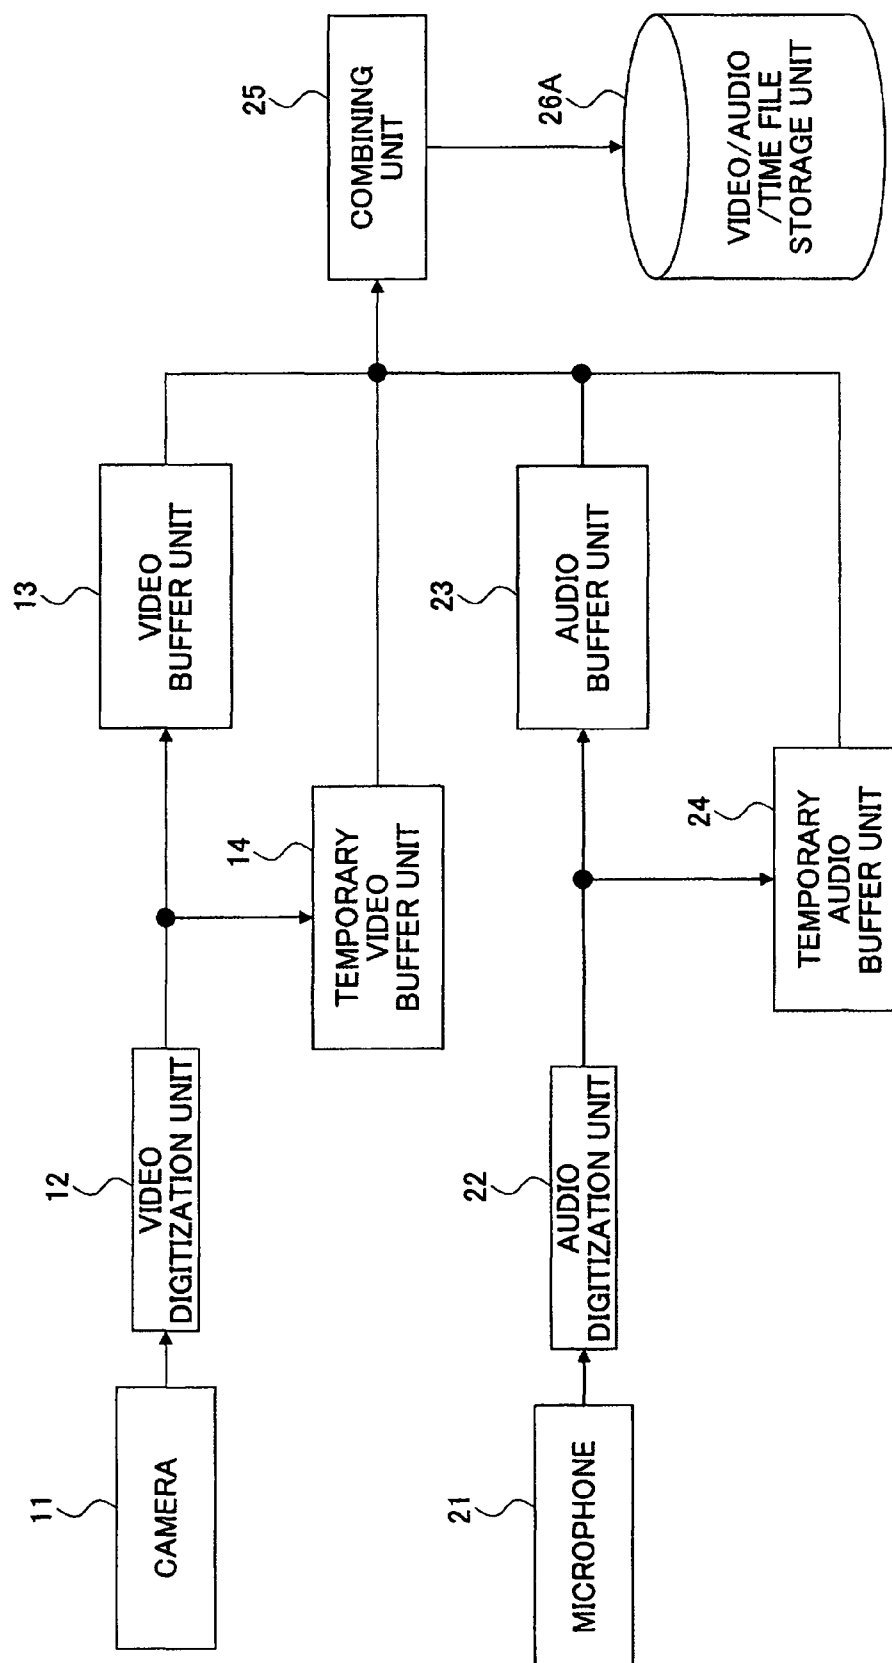 11
CAMERA
12
VIDEO
DIGITIZATION UNIT
13
VIDEO
BUFFER UNIT
14
TEMPORARY
VIDEO
BUFFER UNIT
25
COMBINING
UNIT
21
MICROPHONE
22
AUDIO
DIGITIZATION UNIT
23
AUDIO
BUFFER UNIT
24
TEMPORARY
AUDIO
BUFFER UNIT
26A
VIDEO/AUDIO
/TIME FILE
STORAGE UNIT